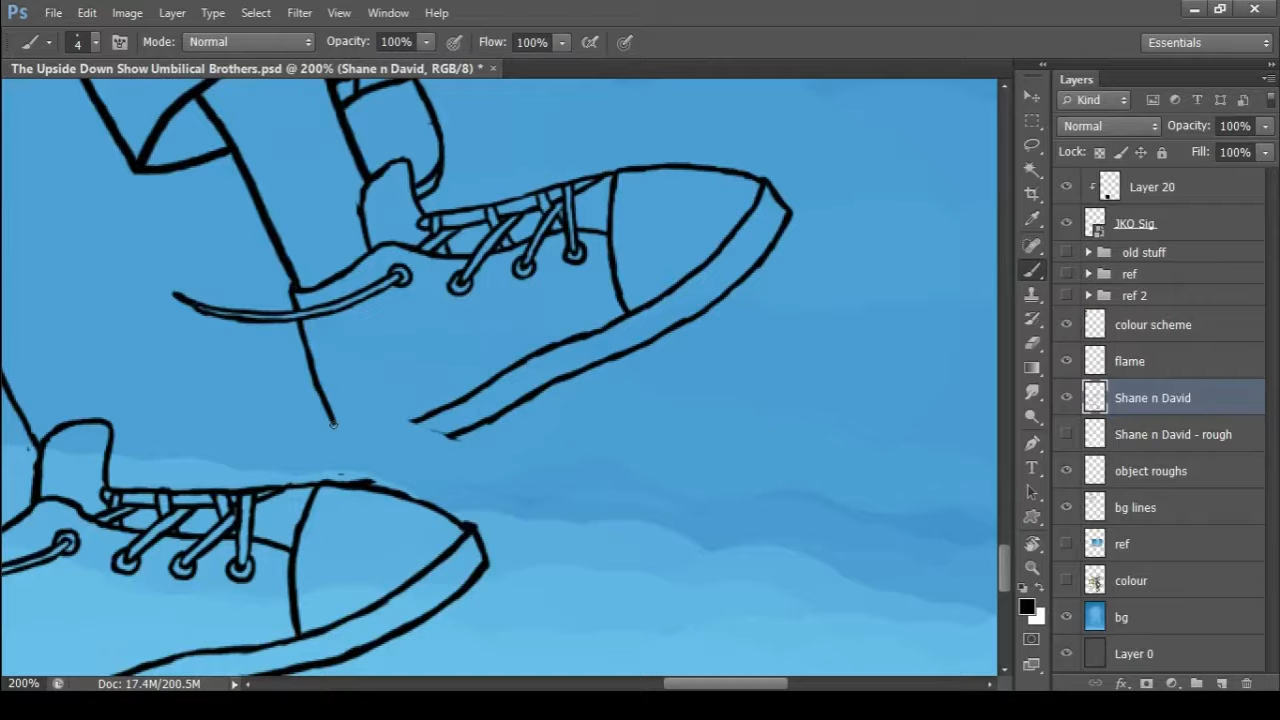 Ps File Edit Image Layer Type Select Filter View Window Help
4 Mode: Normal Opacity: 100% Flow: 100% Essentials
The Upside Down Show Umbilical Brothers.psd @ 200% (Shane n David, RGB/8) *
Layers
Kind
Normal Opacity: 100%
Lock: Fill: 100%
Layer 20
JKO Sig
old stuff
ref
ref 2
colour scheme
flame
Shane n David
Shane n David - rough
object roughs
bg lines
ref
colour
bg
Layer 0
200% Doc: 17.4M/200.5M